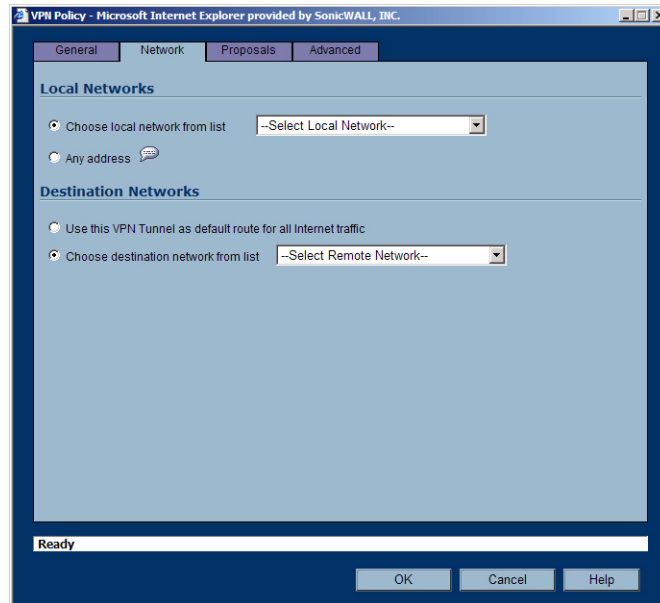 VPN Policy - Microsoft Internet Explorer provided by SonicWALL, INC.
General Network Proposals Advanced
Local Networks
Choose local network from list --Select Local Network--
Any address
Destination Networks
Use this VPN Tunnel as default route for all Internet traffic
Choose destination network from list --Select Remote Network--
Ready
OK Cancel Help